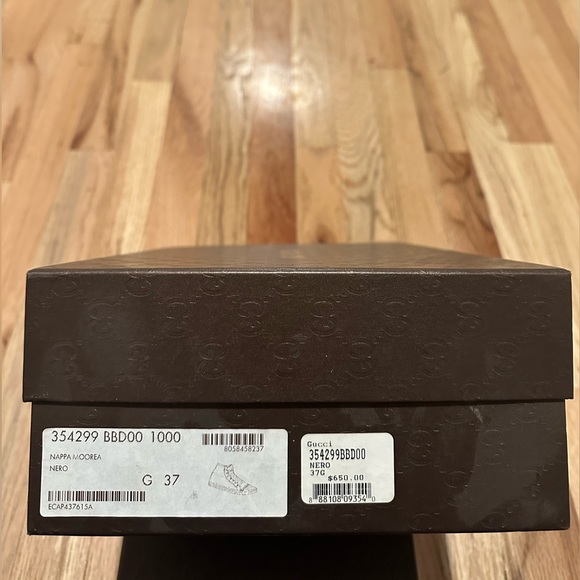 354299 BBD00 1000
8058458237
NAPPA MOOREA
NERO
G 37
ECAP437615A
Gucci
354299BBD00
NERO
37G
$650.00
8 88108 09354 0